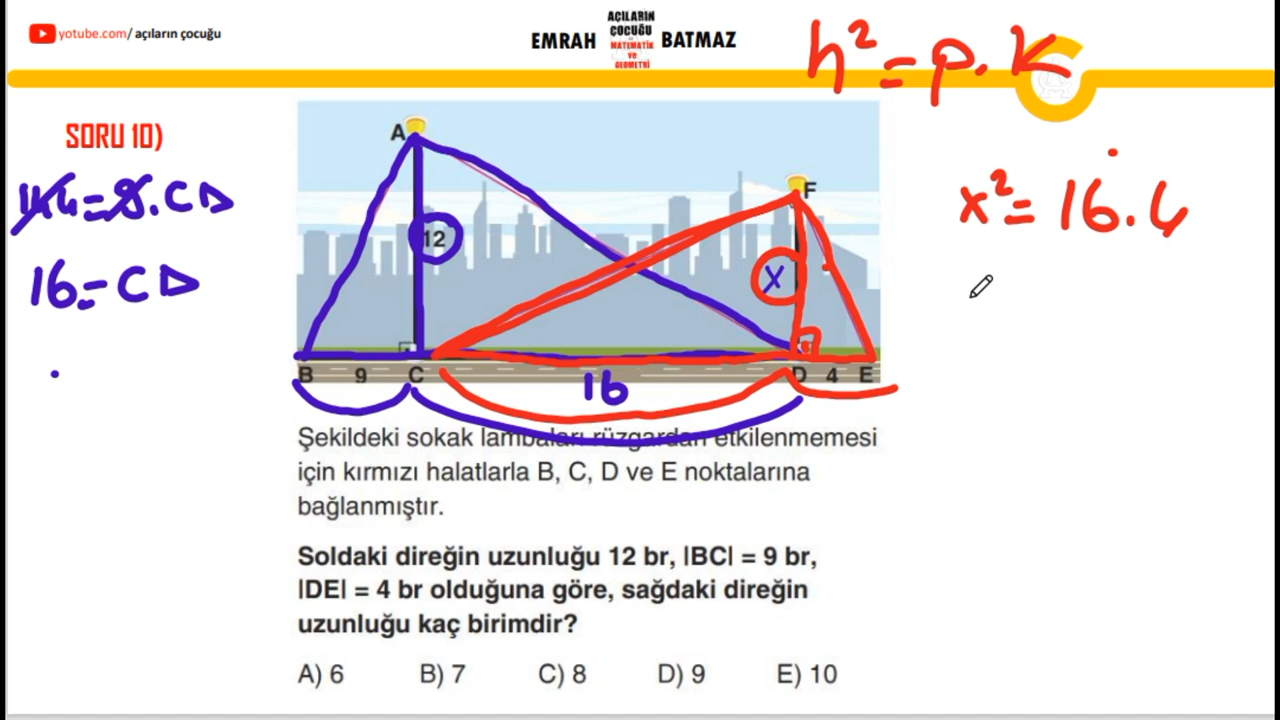 yotube.com/ açıların çocuğu
EMRAH
AÇILARIN
ÇOCUĞU
MATEMATİK
ve
GEOMETRİ
BATMAZ
h²=p.k
SORU 10)
144=9.CD
16=CD
x²=16.4
A
F
12
x
B 9 C 16 D 4 E
Şekildeki sokak lambaları rüzgardan etkilenmemesi
için kırmızı halatlarla B, C, D ve E noktalarına
bağlanmıştır.
Soldaki direğin uzunluğu 12 br, |BC| = 9 br,
|DE| = 4 br olduğuna göre, sağdaki direğin
uzunluğu kaç birimdir?
A) 6 B) 7 C) 8 D) 9 E) 10